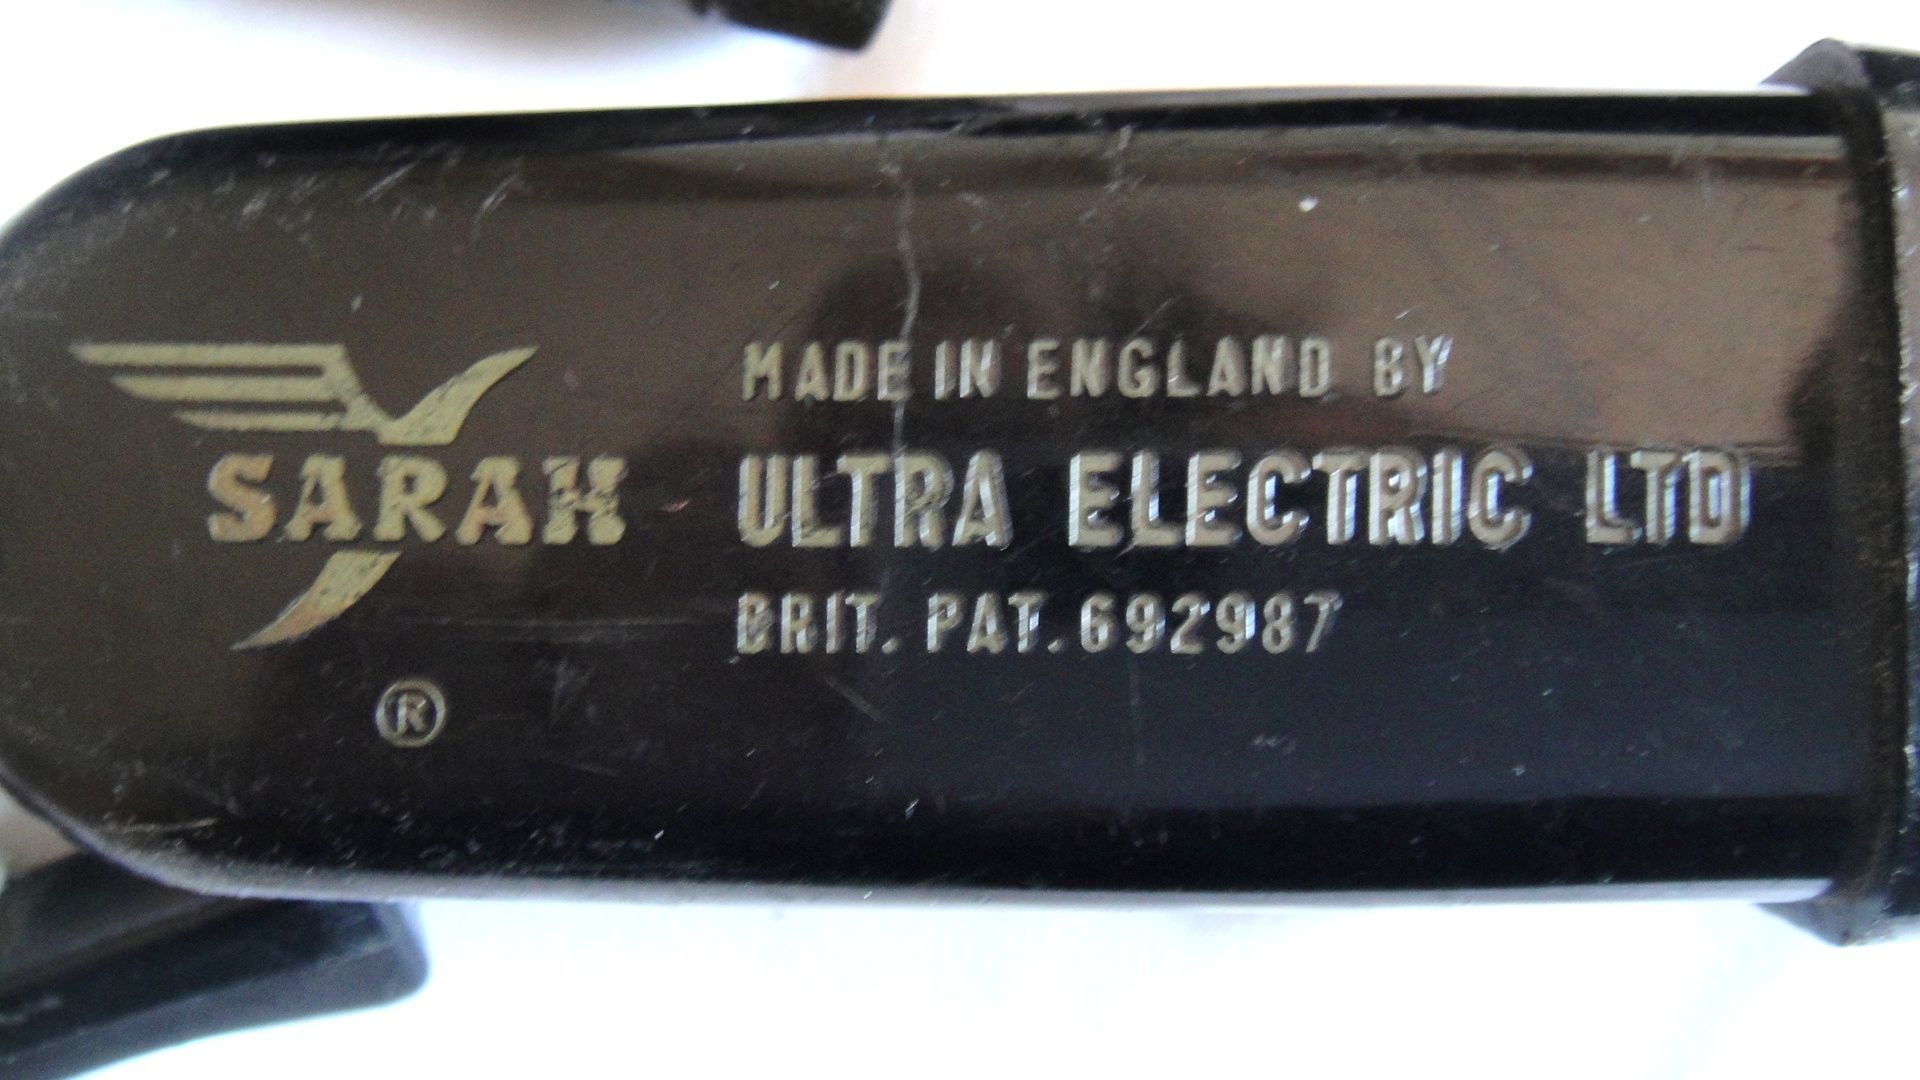 SARAH
®
MADE IN ENGLAND BY
ULTRA ELECTRIC LTD
BRIT. PAT. 692987